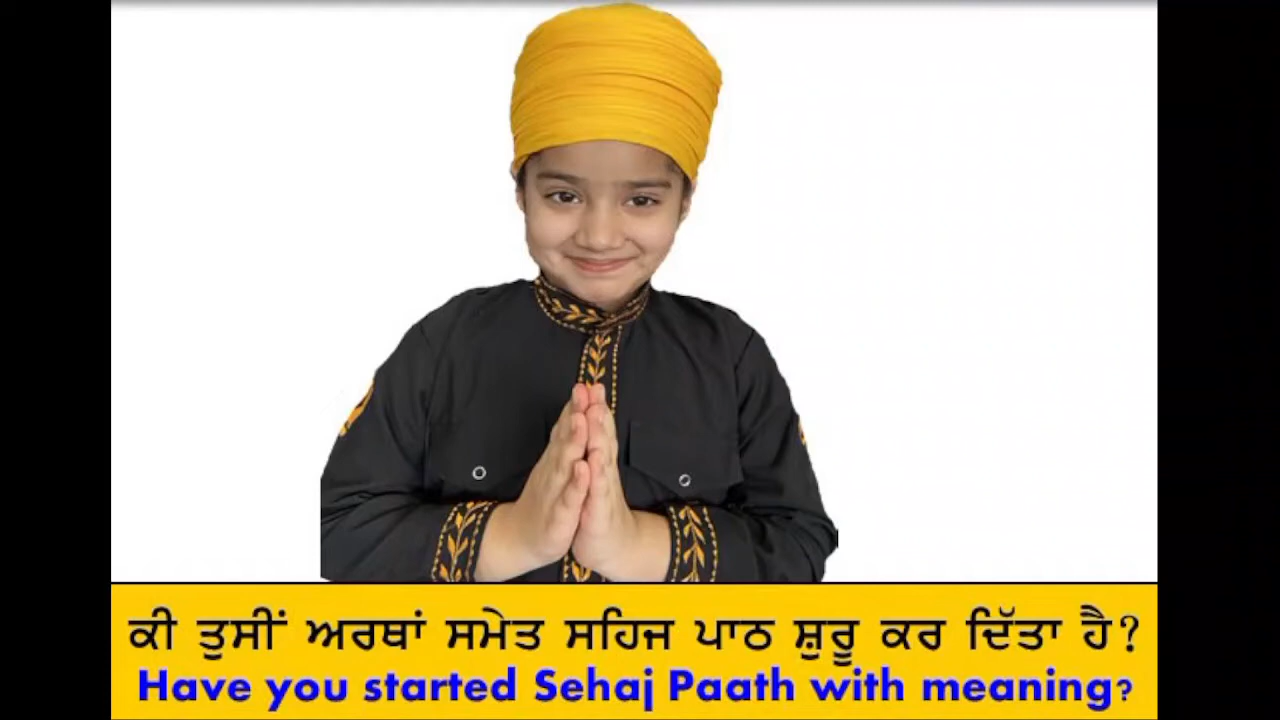 ਕੀ ਤੁਸੀਂ ਅਰਥਾਂ ਸਮੇਤ ਸਹਿਜ ਪਾਠ ਸ਼ੁਰੂ ਕਰ ਦਿੱਤਾ ਹੈ?
Have you started Sehaj Paath with meaning?